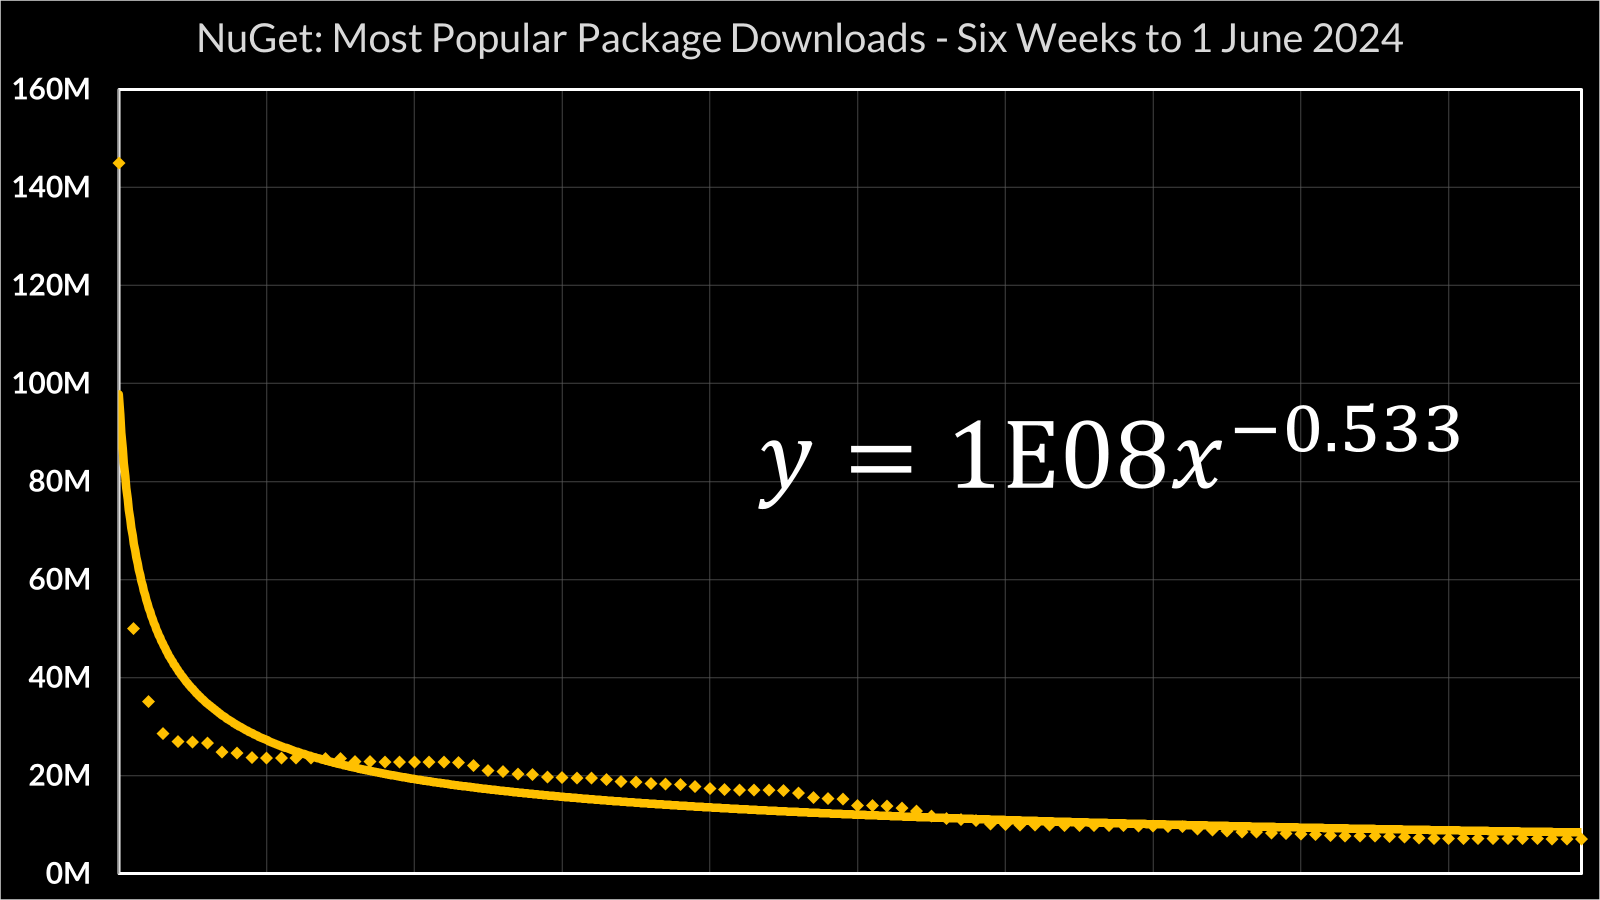 NuGet: Most Popular Package Downloads - Six Weeks to 1 June 2024
160M
140M
120M
100M
80M
60M
40M
20M
0M
y = 1E08x^−0.533